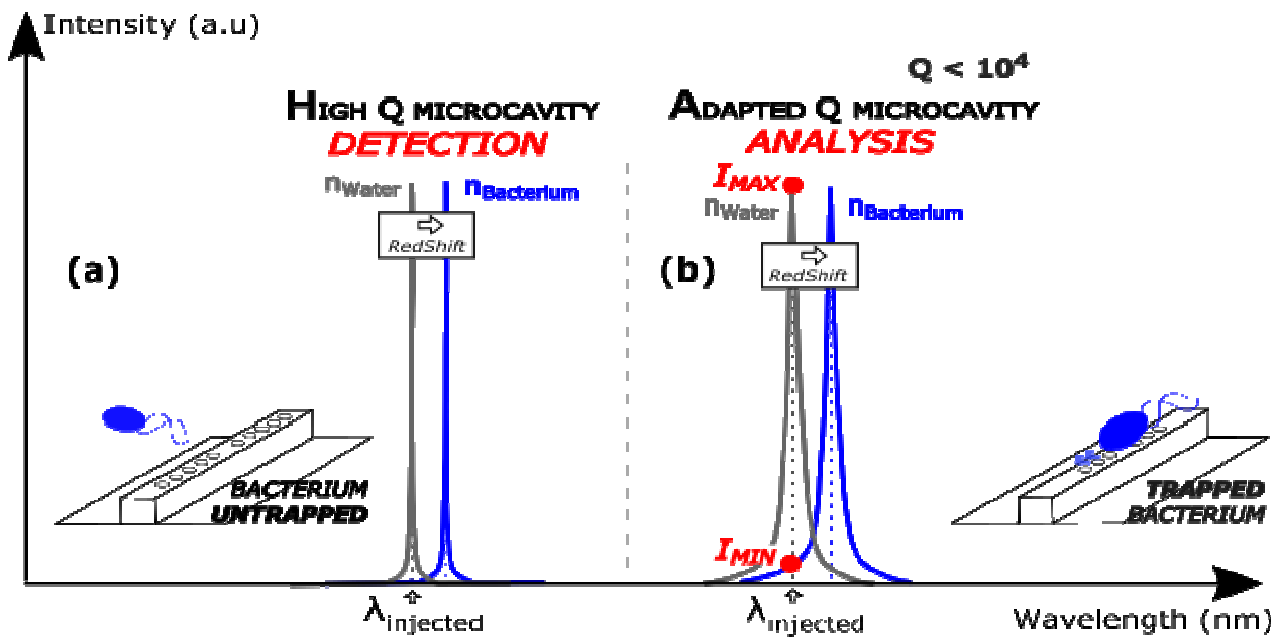 Intensity (a.u)
Q < 10⁴
HIGH Q MICROCAVITY
DETECTION
ADAPTED Q MICROCAVITY
ANALYSIS
nWater
nBacterium
IMAX
nWater
nBacterium
RedShift
RedShift
(a)
(b)
BACTERIUM
UNTRAPPED
TRAPPED
BACTERIUM
IMIN
λinjected
λinjected
Wavelength (nm)